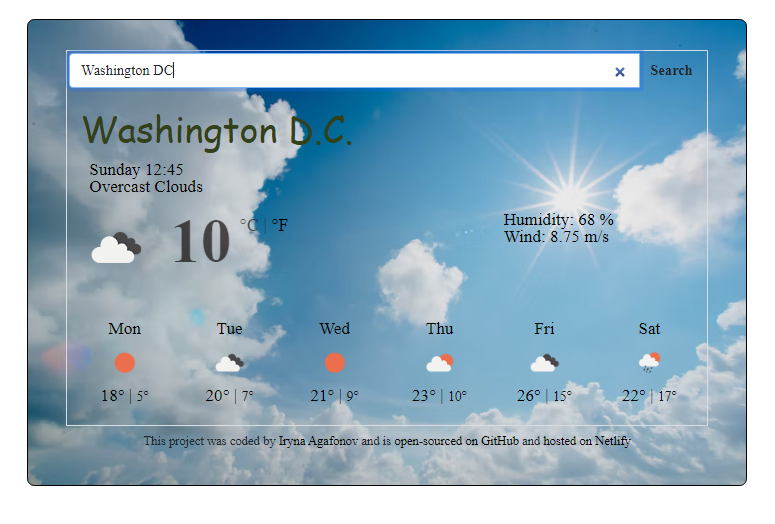 Washington DC
Search
Washington D.C.
Sunday 12:45
Overcast Clouds
10 °C | °F
Humidity: 68 %
Wind: 8.75 m/s
Mon Tue Wed Thu Fri Sat
18° | 5° 20° | 7° 21° | 9° 23° | 10° 26° | 15° 22° | 17°
This project was coded by Iryna Agafonov and is open-sourced on GitHub and hosted on Netlify